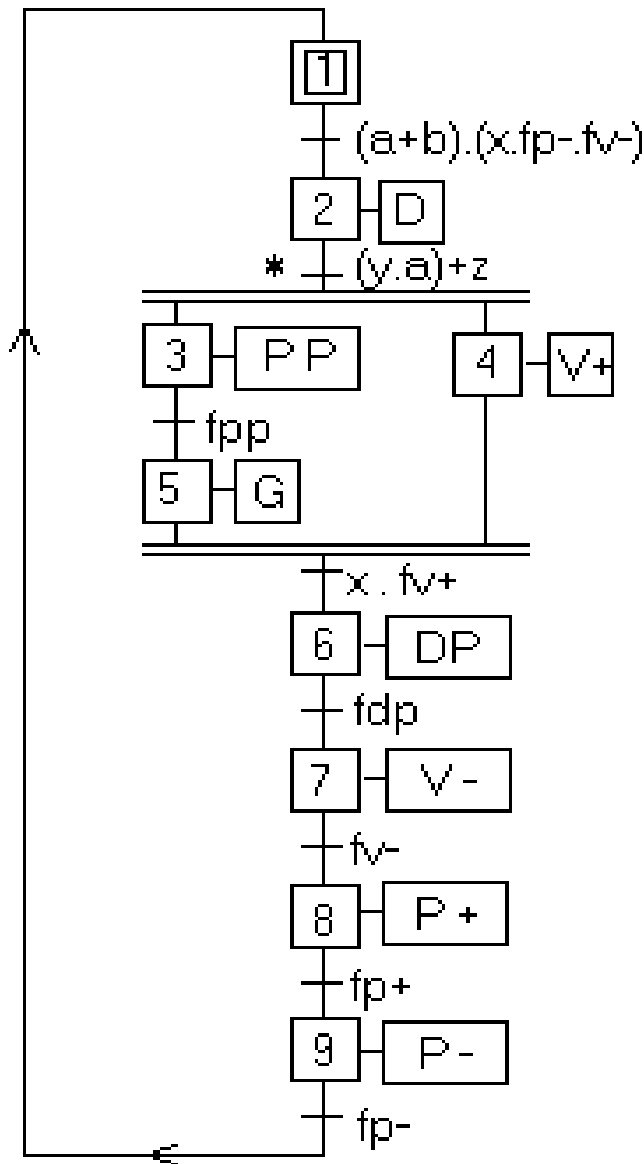 1
(a+b).(x.fp-.fv-)
2 D
* (y.a)+z
3 PP 4 V+
fpp
5 G
x . fv+
6 DP
fdp
7 V-
fv-
8 P+
fp+
9 P-
fp-